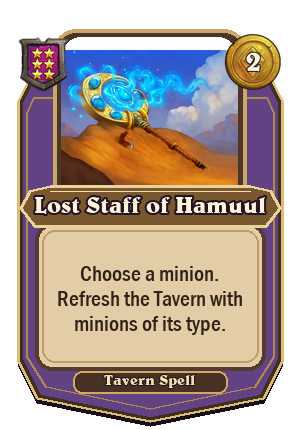 2
Lost Staff of Hamuul
Choose a minion.
Refresh the Tavern with
minions of its type.
Tavern Spell